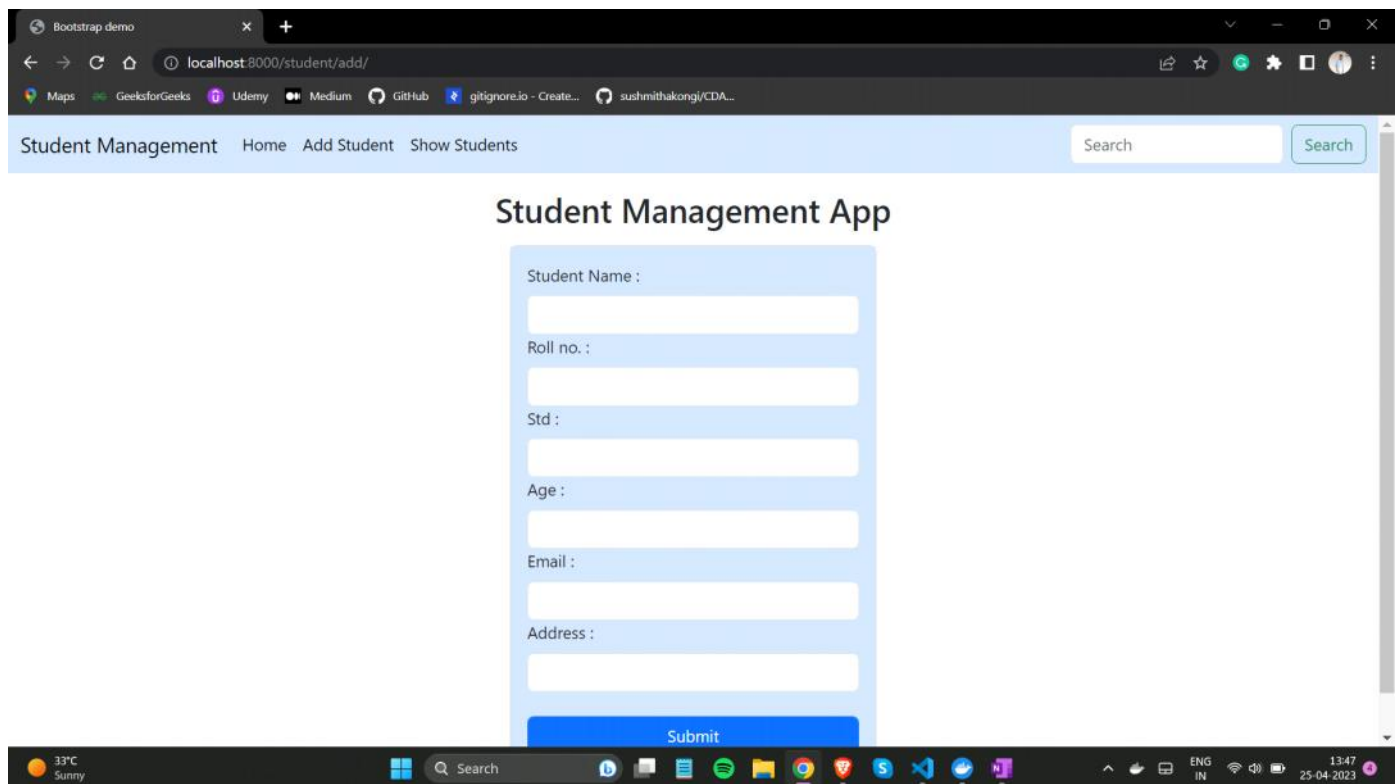 Bootstrap demo
localhost:8000/student/add/
Maps GeeksforGeeks Udemy Medium GitHub gitignore.io - Create... sushmithakongi/CDA...
Student Management Home Add Student Show Students Search Search
Student Management App
Student Name :
Roll no. :
Std :
Age :
Email :
Address :
Submit
33°C
Sunny
Search
ENG
IN
13:47
25-04-2023
4